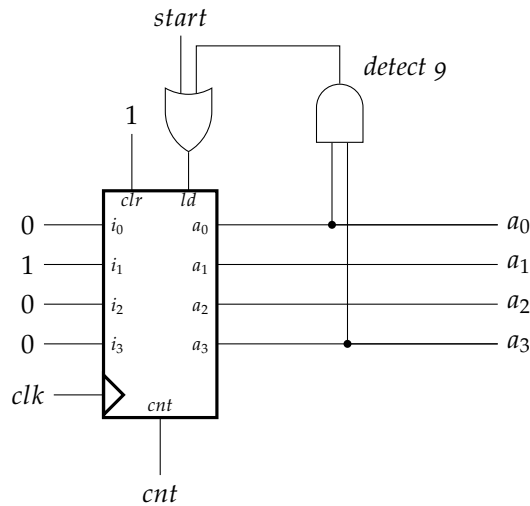 start
detect 9
1
clr
ld
0
i0
a0
a0
1
i1
a1
a1
0
i2
a2
a2
0
i3
a3
a3
clk
cnt
cnt